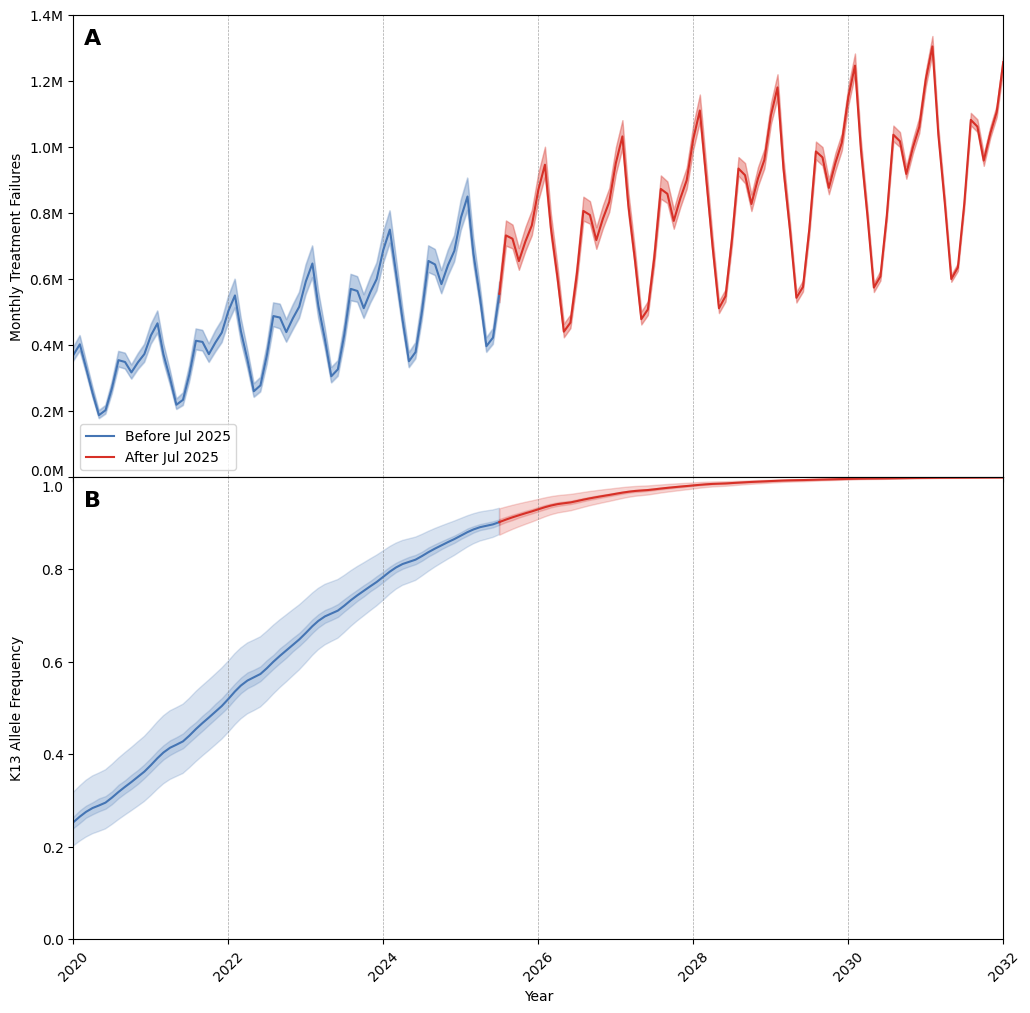 A
1.4M
1.2M
1.0M
0.8M
0.6M
0.4M
0.2M
0.0M
Monthly Treatment Failures
Before Jul 2025
After Jul 2025
B
1.0
0.8
0.6
0.4
0.2
0.0
K13 Allele Frequency
2020 2022 2024 2026 2028 2030 2032
Year